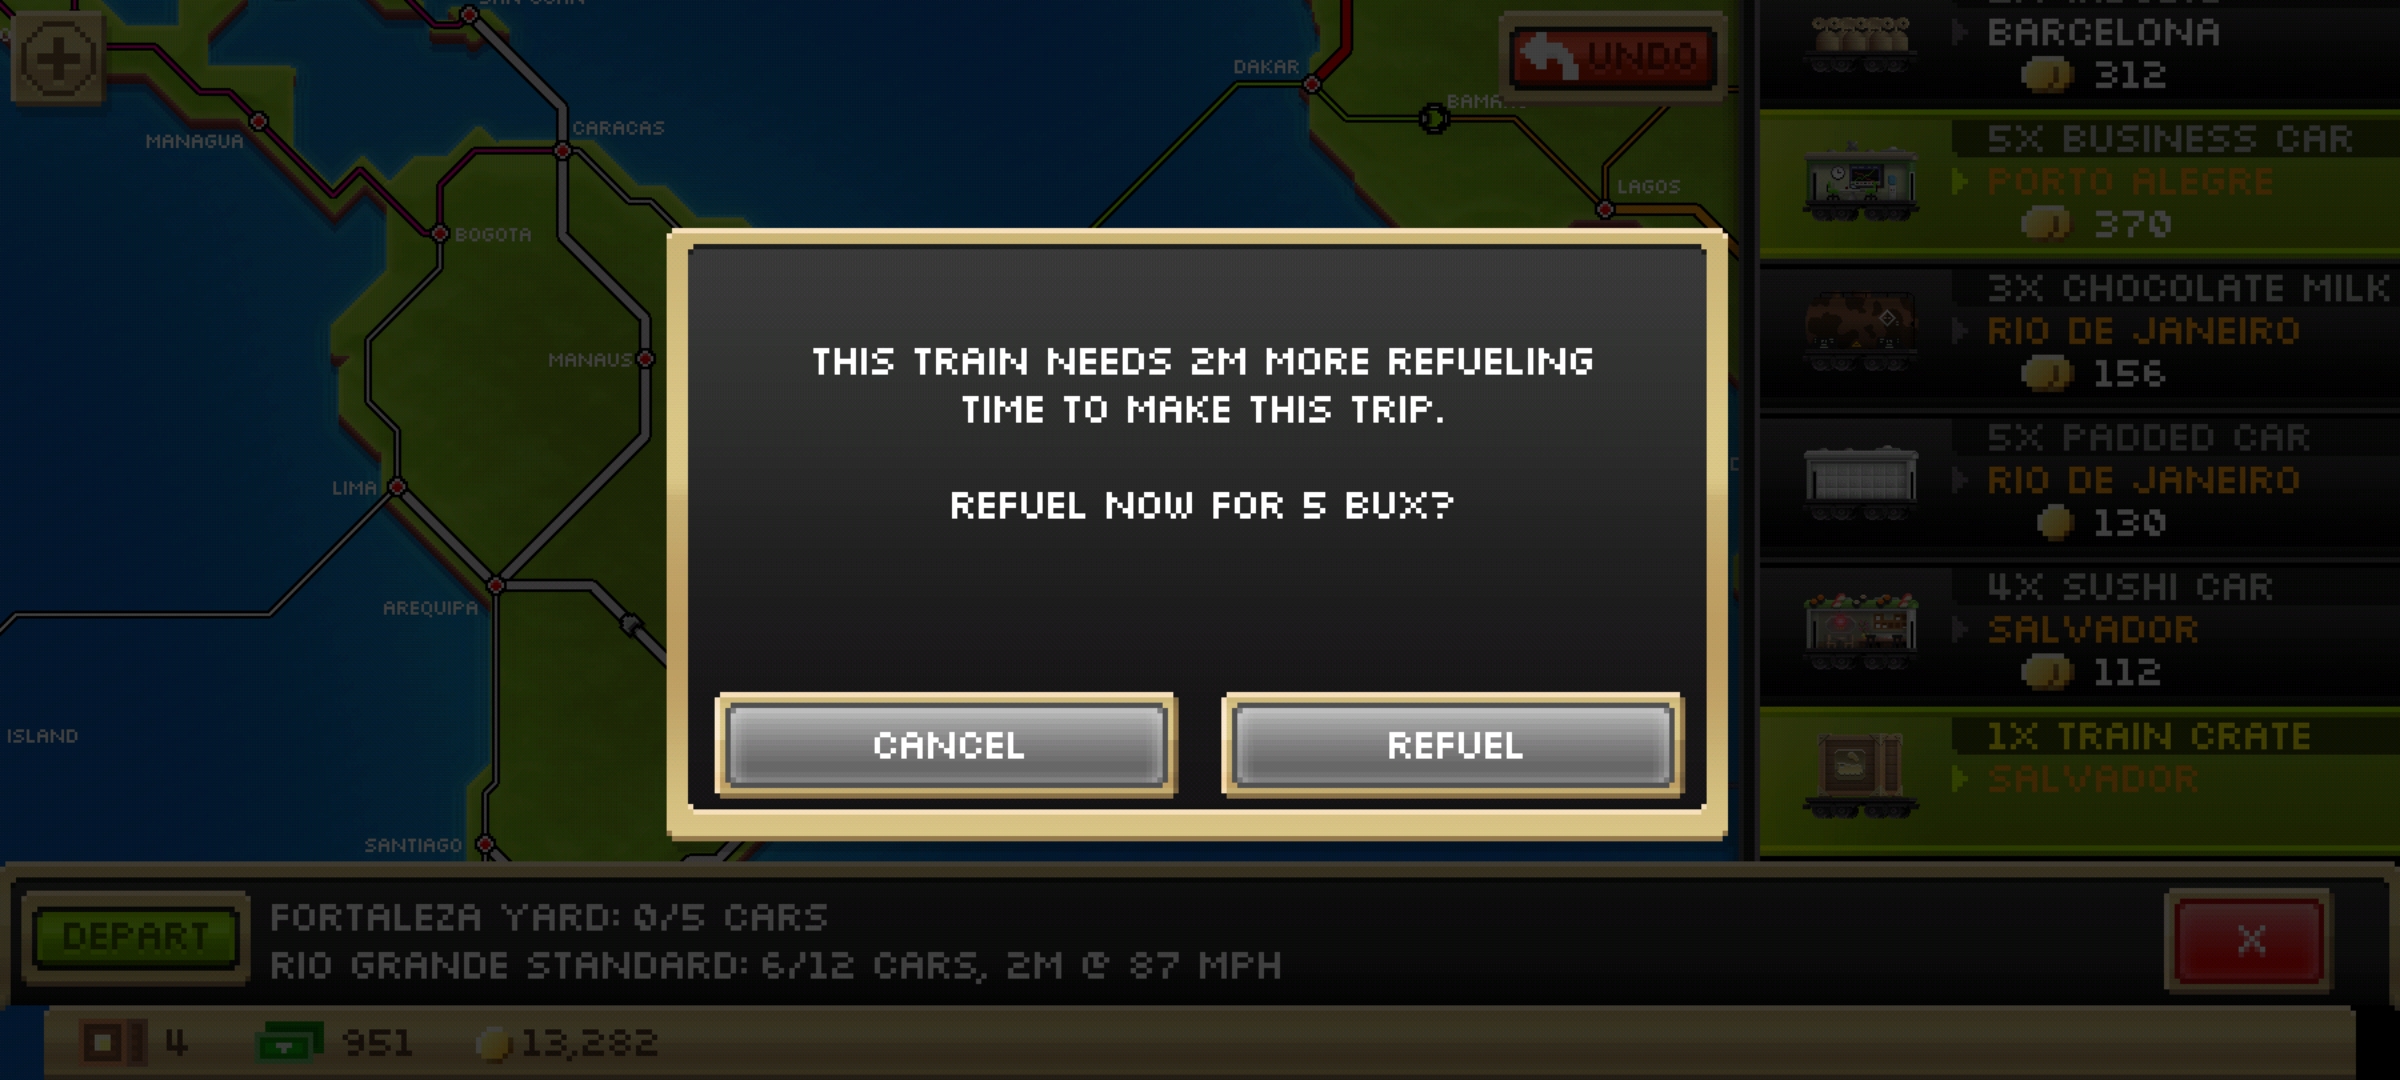 SAN JUAN
MANAGUA
CARACAS
BOGOTA
MANAUS
LIMA
AREQUIPA
ISLAND
SANTIAGO
DAKAR
LAGOS
UNDO
BARCELONA
312
5X BUSINESS CAR
PORTO ALEGRE
370
3X CHOCOLATE MILK
RIO DE JANEIRO
156
5X PADDED CAR
RIO DE JANEIRO
130
4X SUSHI CAR
SALVADOR
112
1X TRAIN CRATE
SALVADOR
THIS TRAIN NEEDS 2M MORE REFUELING
TIME TO MAKE THIS TRIP.
REFUEL NOW FOR 5 BUX?
CANCEL
REFUEL
DEPART
FORTALEZA YARD: 0/5 CARS
RIO GRANDE STANDARD: 6/12 CARS, 2M @ 87 MPH
X
4
951
13,282